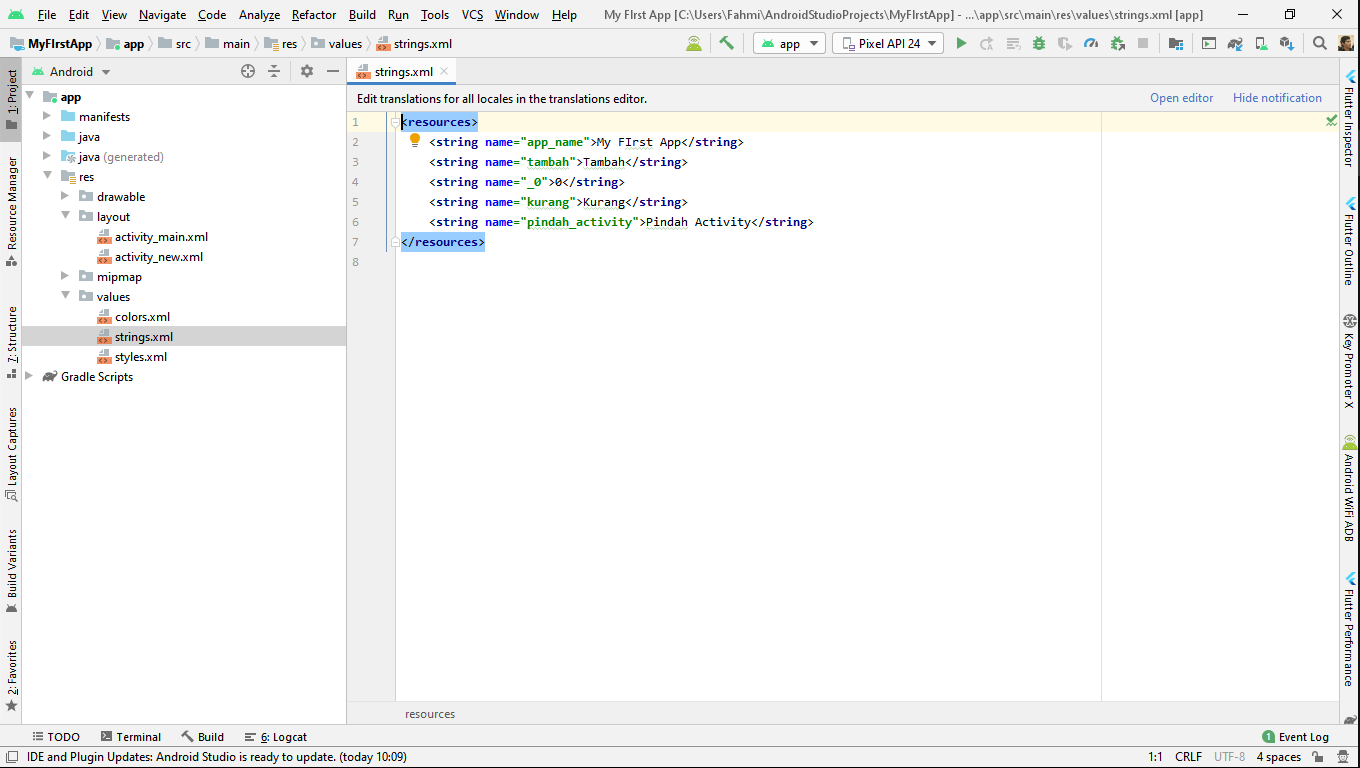 File Edit View Navigate Code Analyze Refactor Build Run Tools VCS Window Help My FIrst App [C:\Users\Fahmi\AndroidStudioProjects\MyFIrstApp] - ...\app\src\main\res\values\strings.xml [app]
MyFIrstApp app src main res values strings.xml app Pixel API 24
1: Project
Resource Manager
Z: Structure
Layout Captures
Build Variants
2: Favorites
Android
app
manifests
java
java (generated)
res
drawable
layout
activity_main.xml
activity_new.xml
mipmap
values
colors.xml
strings.xml
styles.xml
Gradle Scripts
strings.xml
Edit translations for all locales in the translations editor. Open editor Hide notification
1 <resources>
2 <string name="app_name">My FIrst App</string>
3 <string name="tambah">Tambah</string>
4 <string name="_0">0</string>
5 <string name="kurang">Kurang</string>
6 <string name="pindah_activity">Pindah Activity</string>
7 </resources>
8
resources
Flutter Inspector
Flutter Outline
Key Promoter X
Android WiFi ADB
Flutter Performance
TODO Terminal Build 6: Logcat 1 Event Log
IDE and Plugin Updates: Android Studio is ready to update. (today 10:09) 1:1 CRLF UTF-8 4 spaces